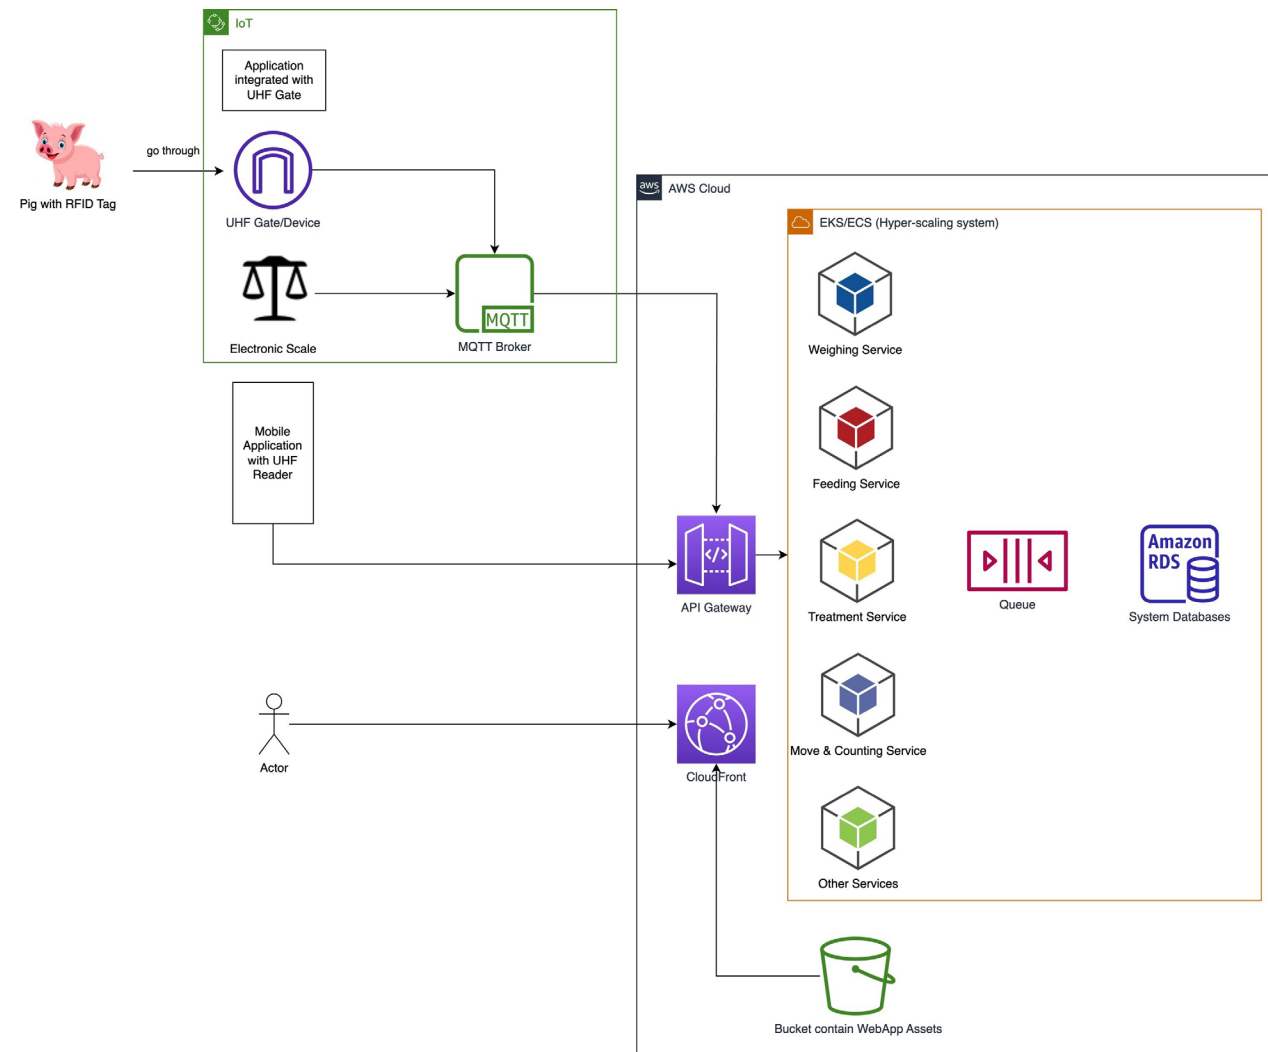 IoT
Application
integrated with
UHF Gate
go through
Pig with RFID Tag
UHF Gate/Device
aws
AWS Cloud
EKS/ECS (Hyper-scaling system)
MQTT
Electronic Scale
MQTT Broker
Weighing Service
Mobile
Application
with UHF
Reader
Feeding Service
</>
Amazon
RDS
API Gateway
Queue
Treatment Service
System Databases
Move & Counting Service
Actor
CloudFront
Other Services
Bucket contain WebApp Assets